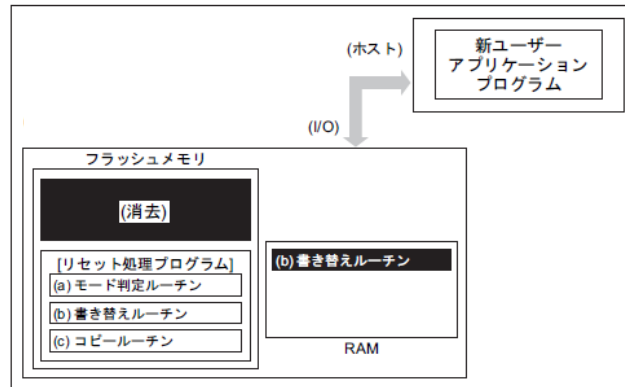 (ホスト)
新ユーザー
アプリケーション
プログラム
(I/O)
フラッシュメモリ
(消去)
[リセット処理プログラム]
(a) モード判定ルーチン
(b) 書き替えルーチン
(c) コピールーチン
(b) 書き替えルーチン
RAM